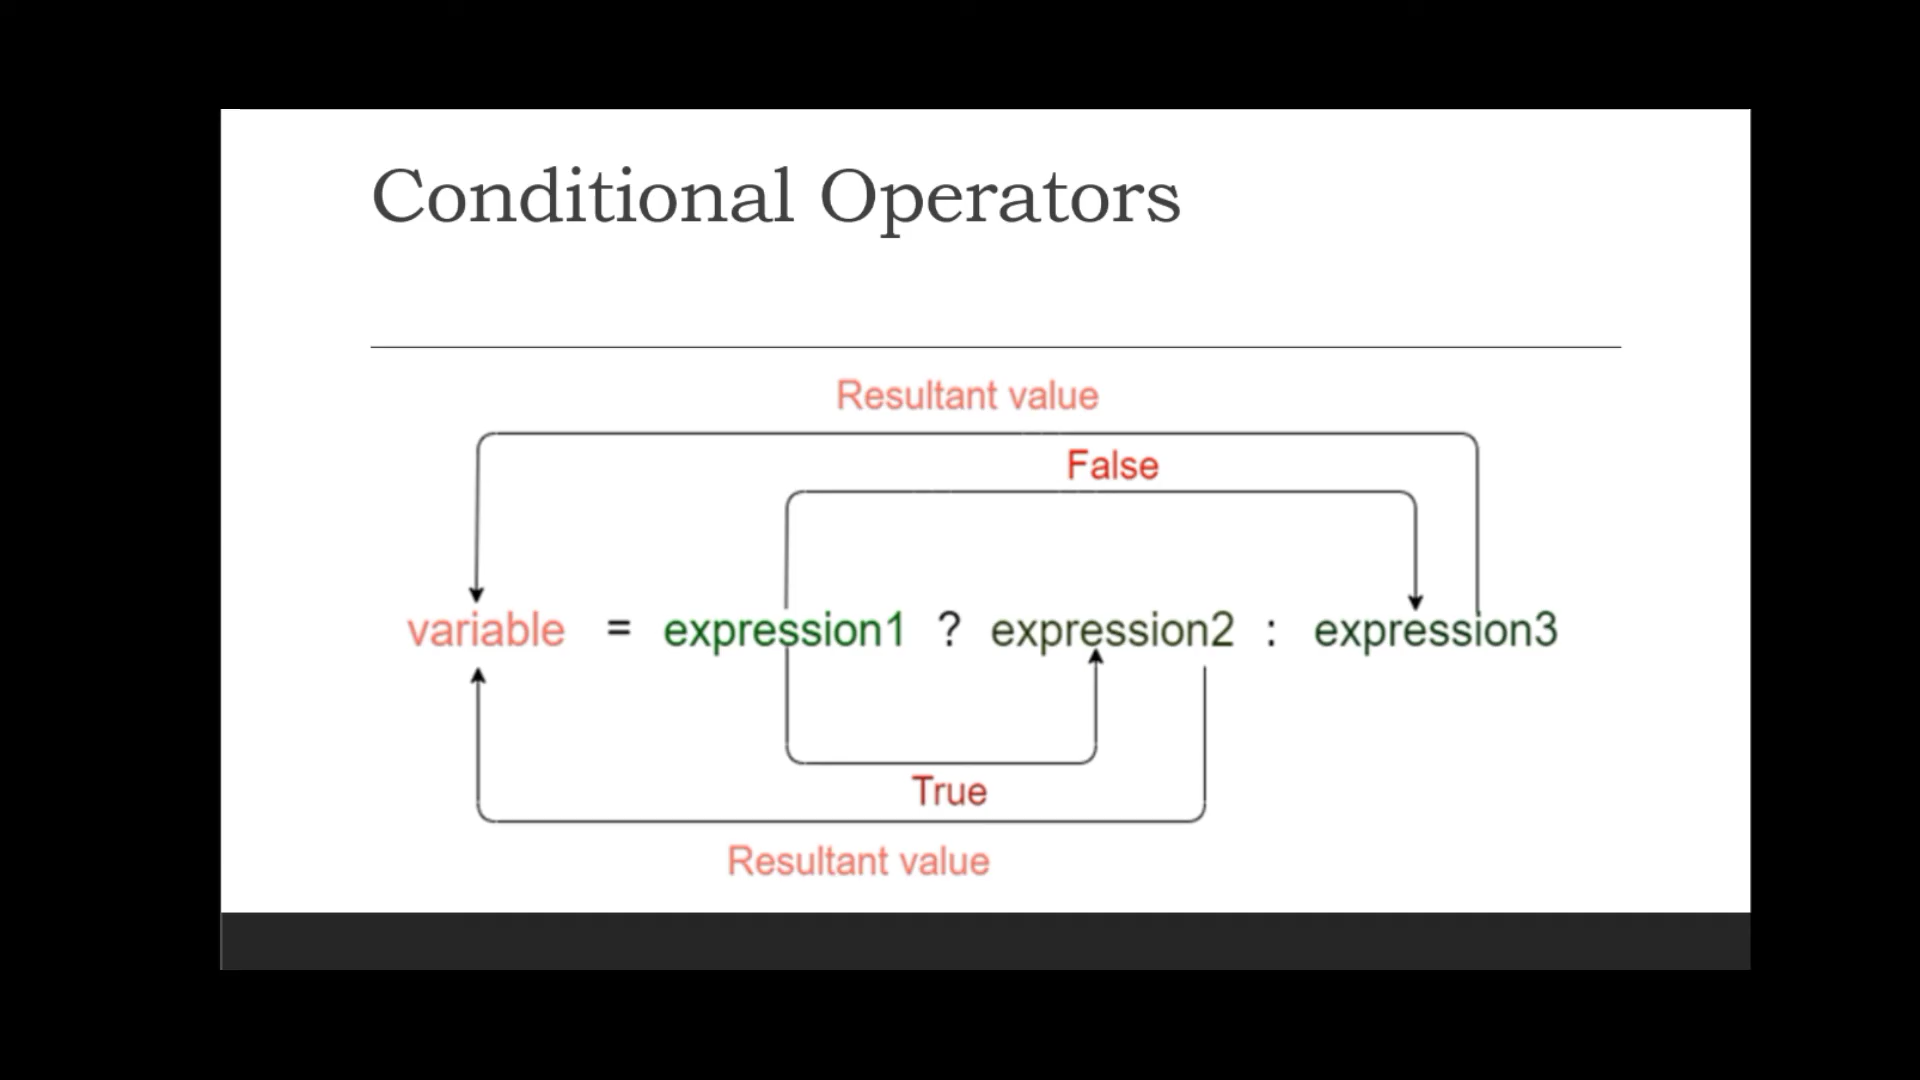 Conditional Operators
Resultant value
False
variable = expression1 ? expression2 : expression3
True
Resultant value